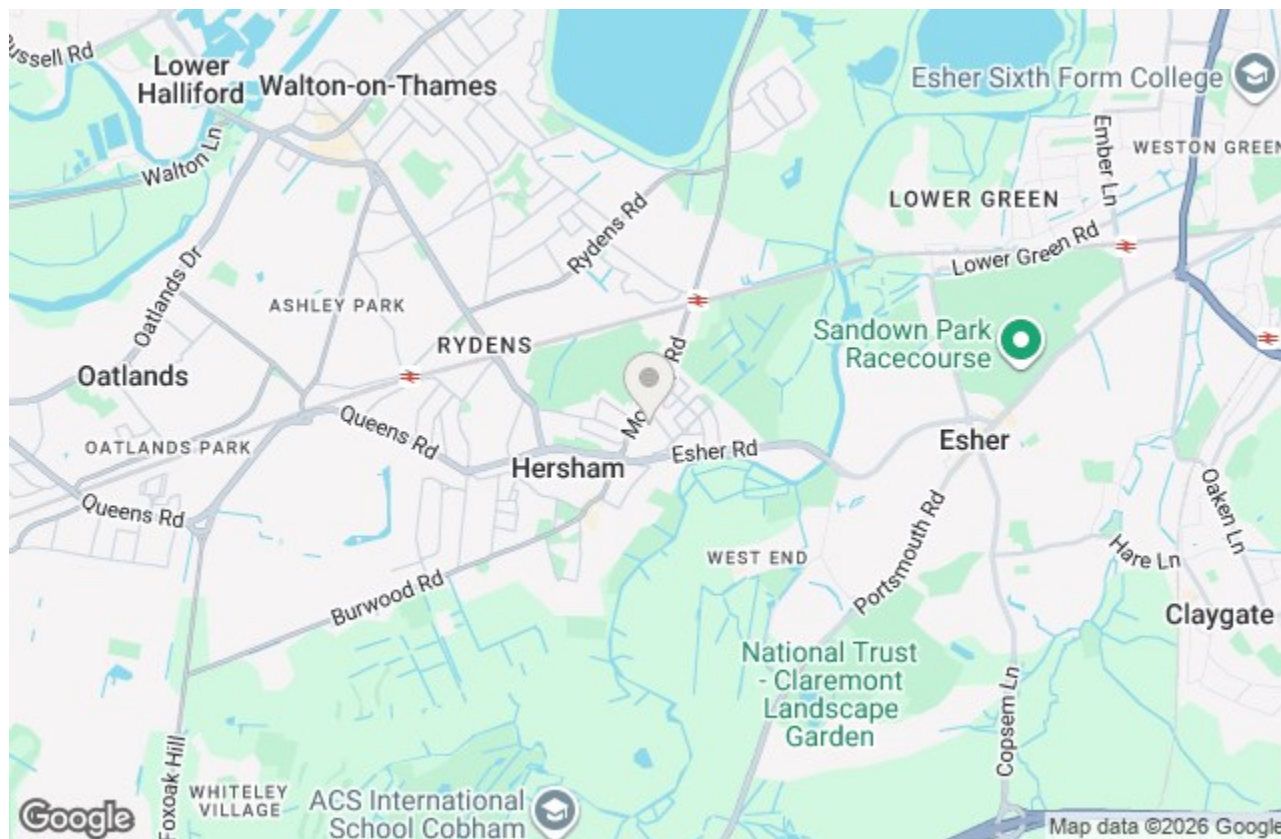 Russell Rd
Lower
Halliford
Walton-on-Thames
Walton Ln
Esher Sixth Form College
Ember Ln
WESTON GREEN
LOWER GREEN
Rydens Rd
Lower Green Rd
Oatlands Dr
ASHLEY PARK
RYDENS
Sandown Park
Racecourse
Rd
Oatlands
Queens Rd
OATLANDS PARK
Hersham
Esher Rd
Esher
Queens Rd
Oaken Ln
Portsmouth Rd
Hare Ln
WEST END
Burwood Rd
Claygate
National Trust
- Claremont
Landscape
Garden
Copsem Ln
Foxoak Hill
WHITELEY
VILLAGE
ACS International
School Cobham
Google
Map data ©2026 Google